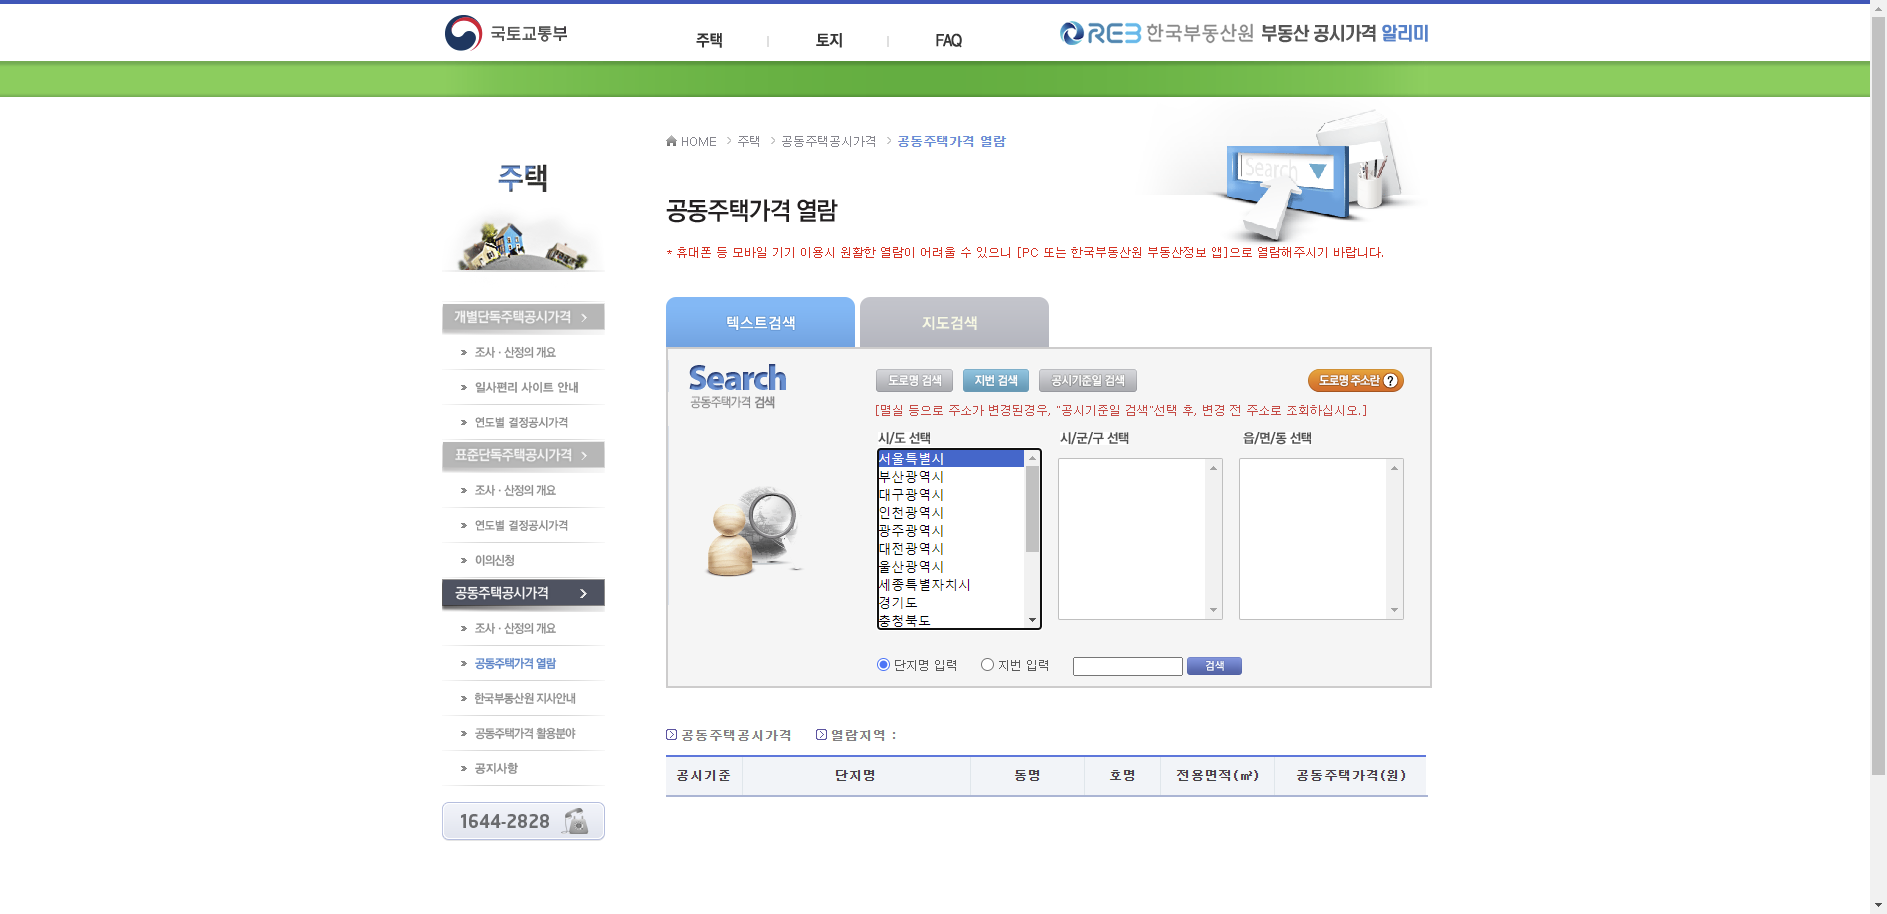 국토교통부
주택
토지
FAQ
REB 한국부동산원 부동산 공시가격 알리미
HOME > 주택 > 공동주택공시가격 > 공동주택가격 열람
주택
Search
공동주택가격 열람
* 휴대폰 등 모바일 기기 이용시 원활한 열람이 어려울 수 있으니 [PC 또는 한국부동산원 부동산정보 앱]으로 열람해주시기 바랍니다.
개별단독주택공시가격
조사 · 산정의 개요
일사편리 사이트 안내
연도별 결정공시가격
표준단독주택공시가격
조사 · 산정의 개요
연도별 결정공시가격
이의신청
공동주택공시가격
조사 · 산정의 개요
공동주택가격 열람
한국부동산원 지사안내
공동주택가격 활용분야
공지사항
1644-2828
텍스트검색
지도검색
Search
공동주택가격 검색
도로명 검색
지번 검색
공시기준일 검색
도로명 주소란 ?
[멸실 등으로 주소가 변경된경우, "공시기준일 검색"선택 후, 변경 전 주소로 조회하십시오.]
시/도 선택
시/군/구 선택
읍/면/동 선택
서울특별시
부산광역시
대구광역시
인천광역시
광주광역시
대전광역시
울산광역시
세종특별자치시
경기도
충청북도
단지명 입력
지번 입력
검색
공동주택공시가격
열람지역 :
공시기준
단지명
동명
호명
전용면적(㎡)
공동주택가격(원)